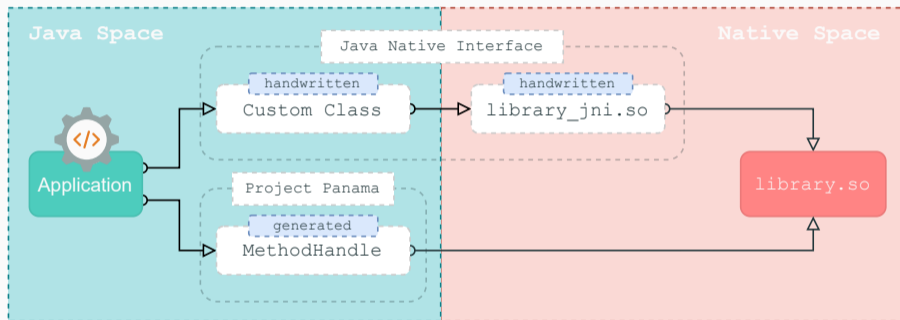 Java Space
Native Space
Java Native Interface
handwritten
handwritten
Custom Class
library_jni.so
</>
Application
library.so
Project Panama
generated
MethodHandle